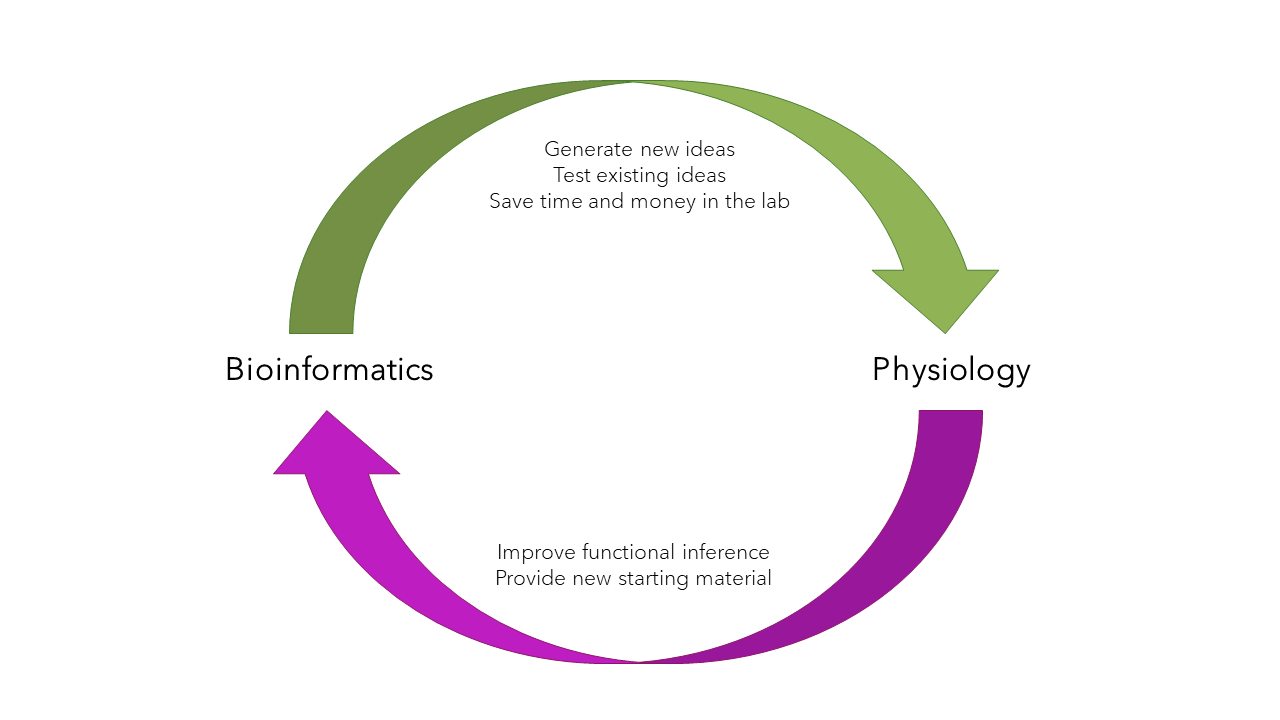 Generate new ideas
Test existing ideas
Save time and money in the lab
Bioinformatics
Physiology
Improve functional inference
Provide new starting material